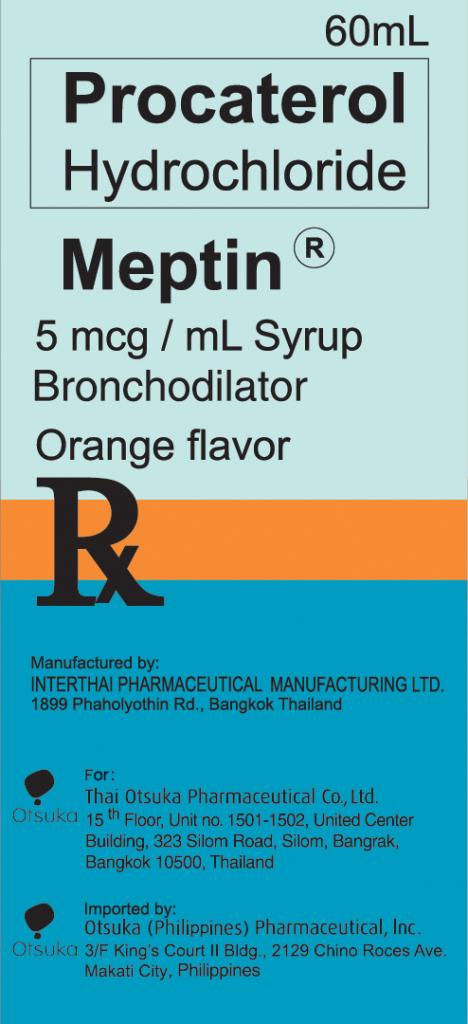 60mL
Procaterol
Hydrochloride
Meptin ®
5 mcg / mL Syrup
Bronchodilator
Orange flavor
Rx
Manufactured by:
INTERTHAI PHARMACEUTICAL MANUFACTURING LTD.
1899 Phaholyothin Rd., Bangkok Thailand
For:
Thai Otsuka Pharmaceutical Co., Ltd.
Otsuka
15 th Floor, Unit no. 1501-1502, United Center
Building, 323 Silom Road, Silom, Bangrak,
Bangkok 10500, Thailand
Imported by:
Otsuka (Philippines) Pharmaceutical, Inc.
Otsuka
3/F King's Court II Bldg., 2129 Chino Roces Ave.
Makati City, Philippines